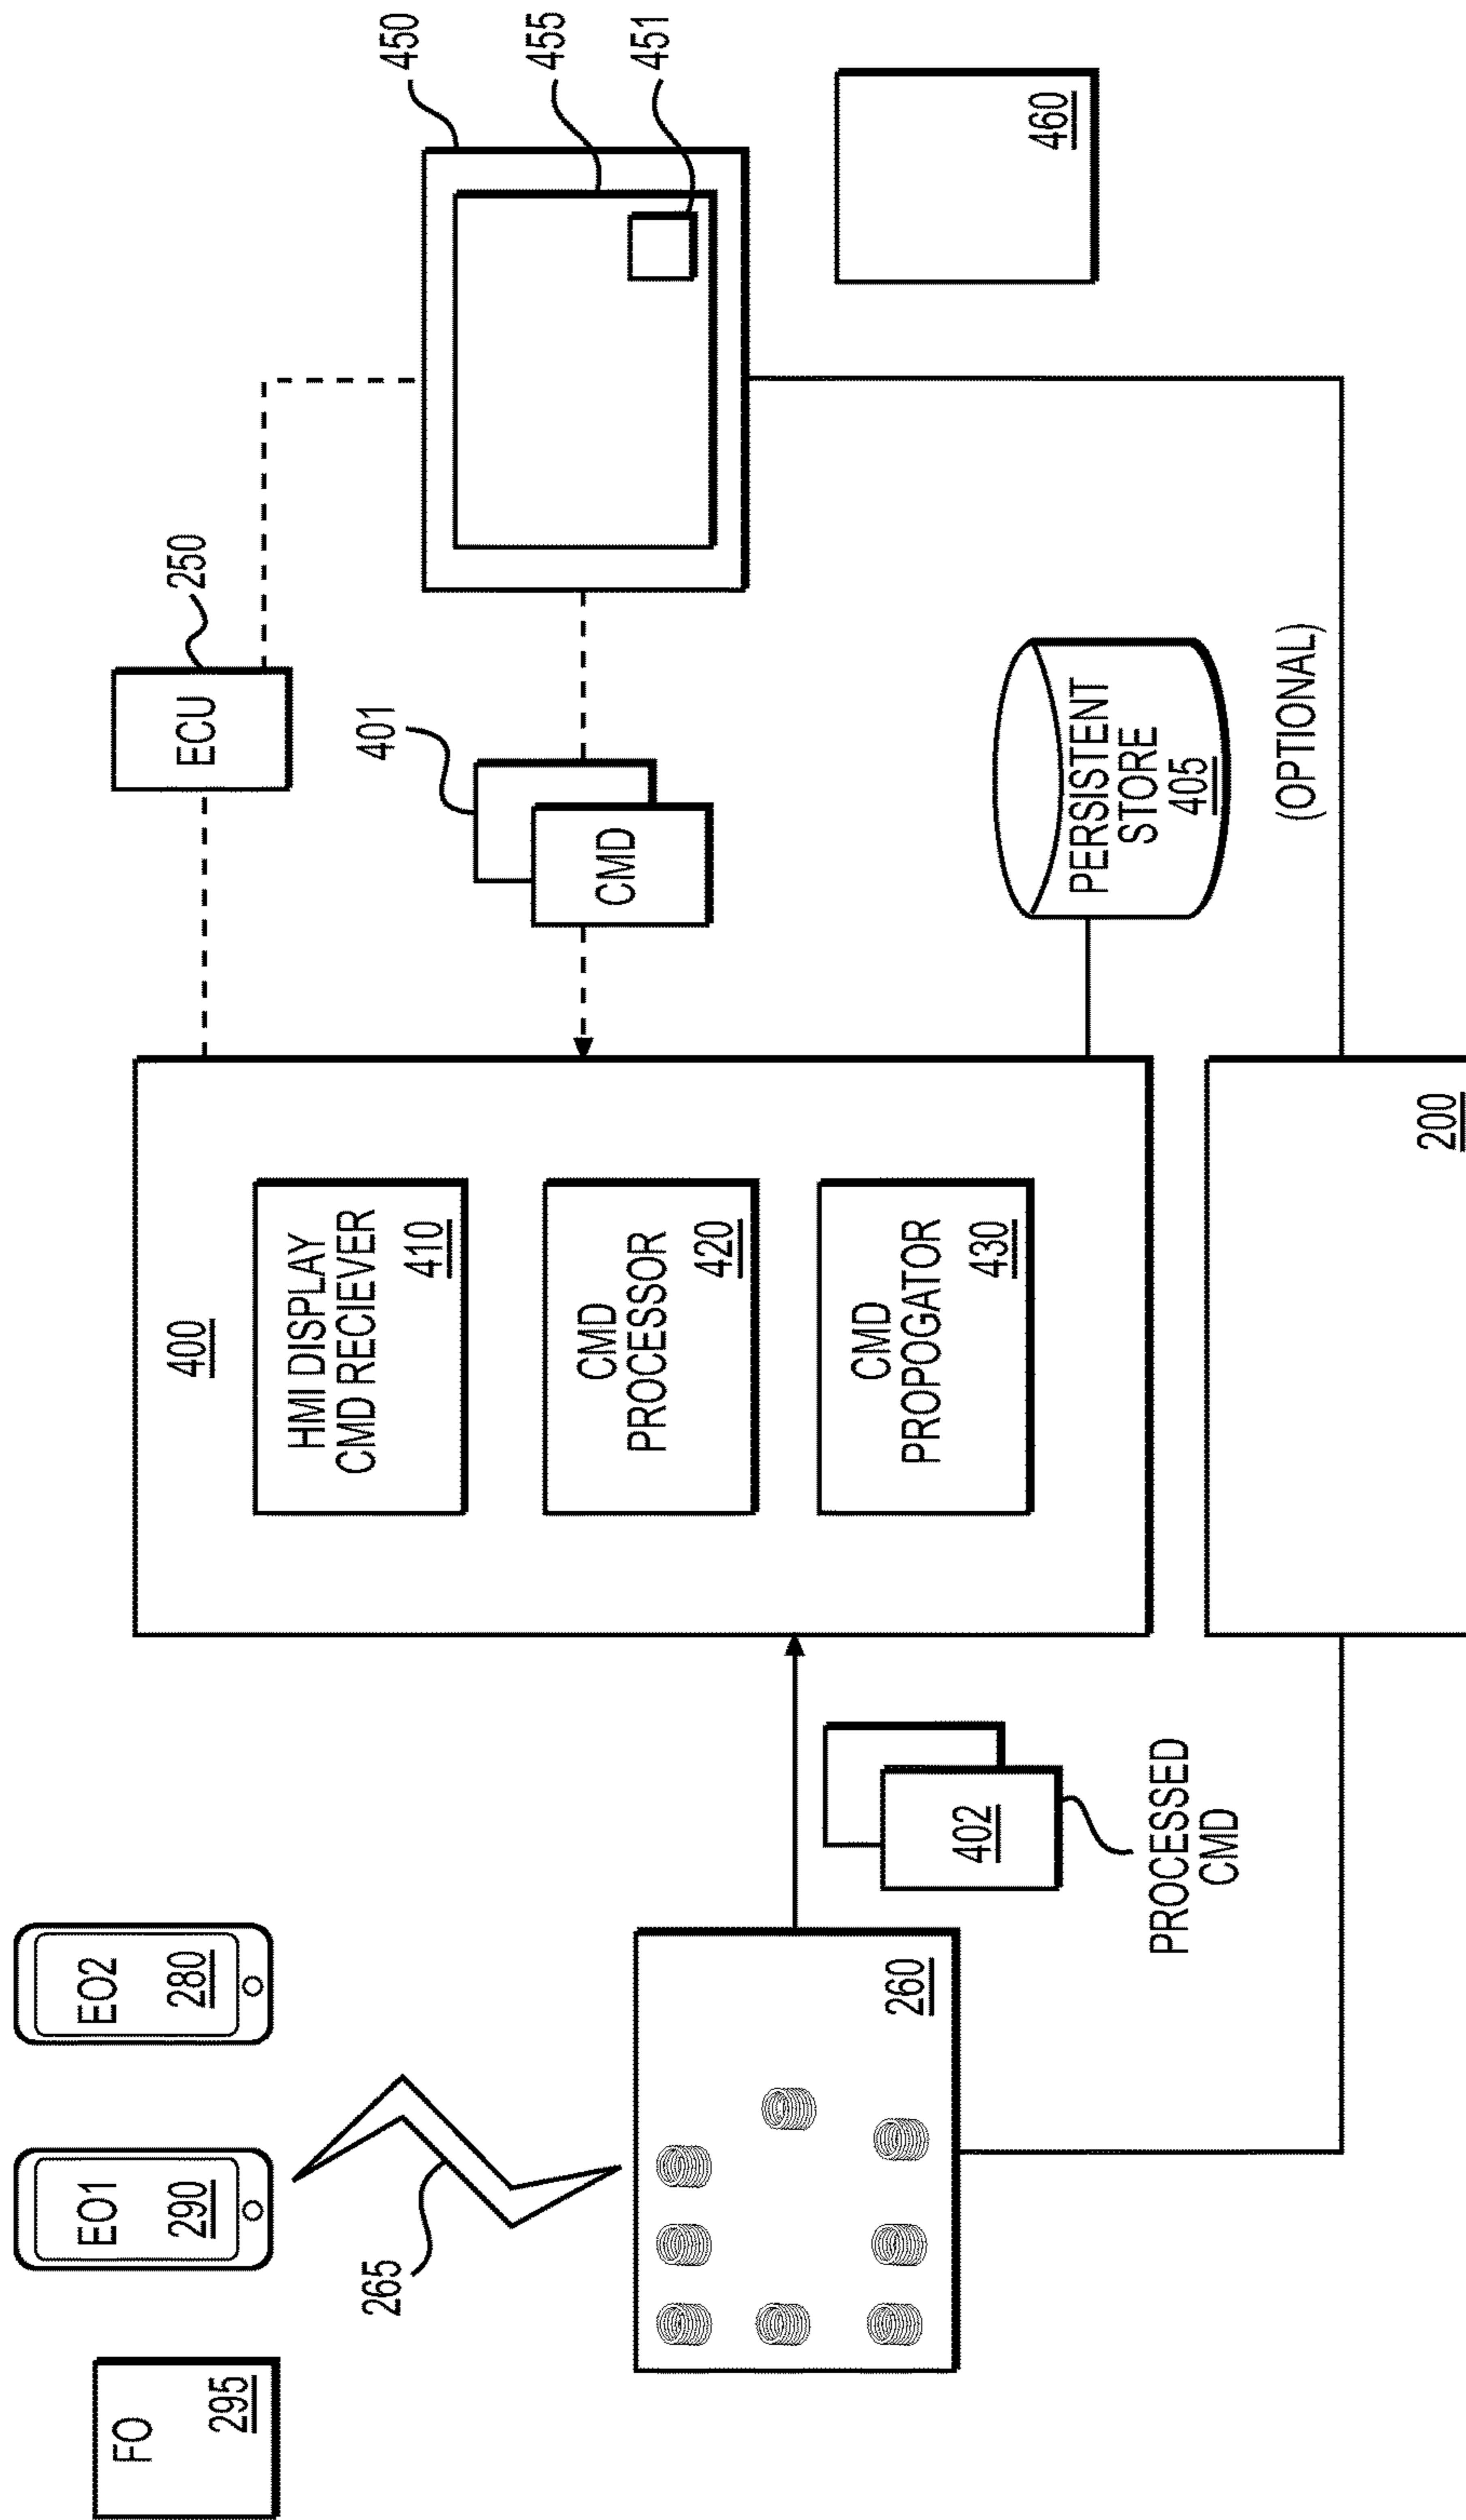 FO
295
EO1
290
EO2
280
265
260
402
PROCESSED
CMD
400
HMI DISPLAY
CMD RECIEVER
410
CMD
PROCESSOR
420
CMD
PROPOGATOR
430
200
ECU
250
401
CMD
PERSISTENT
STORE
405
(OPTIONAL)
450
455
451
460